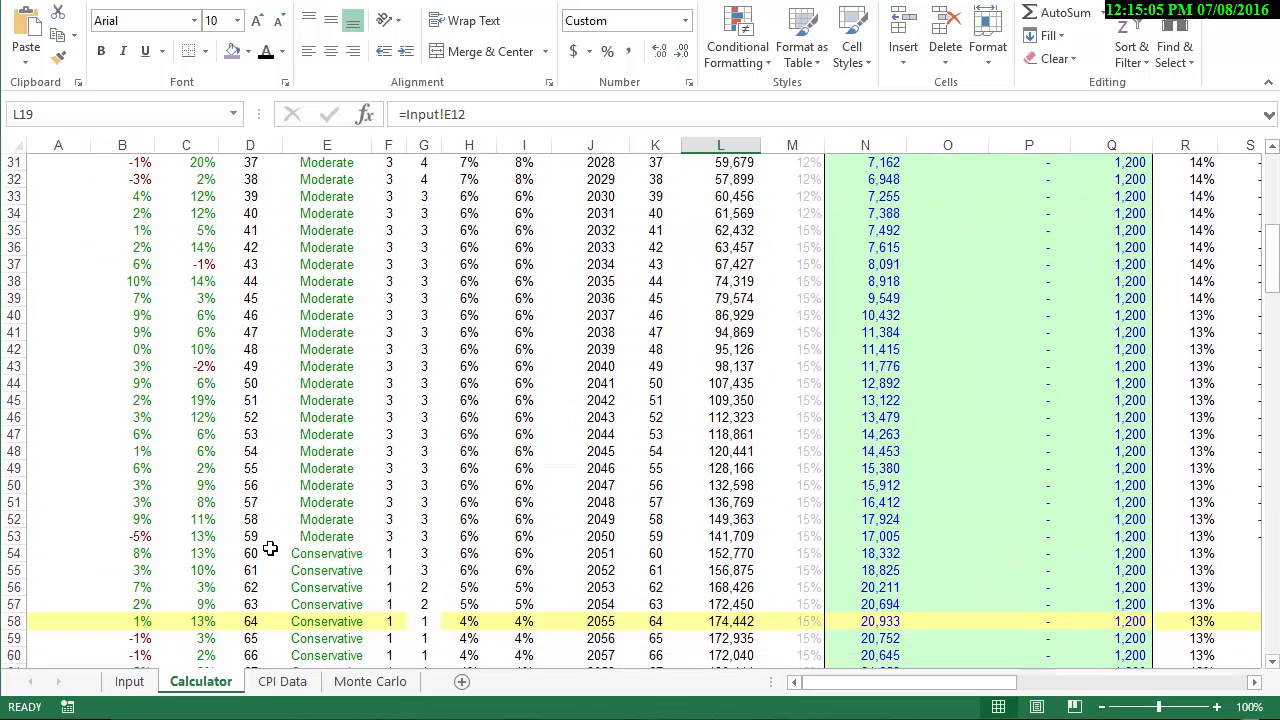 12:15:05 PM 07/08/2016
Arial 10 Wrap Text Custom AutoSum
Paste B I U Merge & Center $ % , Conditional Formatting Format as Table Cell Styles Insert Delete Format Fill Sort & Filter Find & Select
Clear
Clipboard Font Alignment Number Styles Cells Editing
L19 fx =Input!E12
A B C D E F G H I J K L M N O P Q R S
31 -1% 20% 37 Moderate 3 4 7% 8% 2028 37 59,679 12% 7,162 - 1,200 14%
32 -3% 2% 38 Moderate 3 4 7% 8% 2029 38 57,899 12% 6,948 - 1,200 14% -
33 4% 12% 39 Moderate 3 3 6% 6% 2030 39 60,456 12% 7,255 - 1,200 14% -
34 2% 12% 40 Moderate 3 3 6% 6% 2031 40 61,569 12% 7,388 - 1,200 14% -
35 1% 5% 41 Moderate 3 3 6% 6% 2032 41 62,432 12% 7,492 - 1,200 14% -
36 2% 14% 42 Moderate 3 3 6% 6% 2033 42 63,457 12% 7,615 - 1,200 14% -
37 6% -1% 43 Moderate 3 3 6% 6% 2034 43 67,427 12% 8,091 - 1,200 14% -
38 10% 14% 44 Moderate 3 3 6% 6% 2035 44 74,319 12% 8,918 - 1,200 14% -
39 7% 3% 45 Moderate 3 3 6% 6% 2036 45 79,574 12% 9,549 - 1,200 14% -
40 9% 6% 46 Moderate 3 3 6% 6% 2037 46 86,929 12% 10,432 - 1,200 13% -
41 9% 6% 47 Moderate 3 3 6% 6% 2038 47 94,869 12% 11,384 - 1,200 13% -
42 0% 10% 48 Moderate 3 3 6% 6% 2039 48 95,126 12% 11,415 - 1,200 13% -
43 3% -2% 49 Moderate 3 3 6% 6% 2040 49 98,137 12% 11,776 - 1,200 13% -
44 9% 6% 50 Moderate 3 3 6% 6% 2041 50 107,435 15% 12,892 - 1,200 13% -
45 2% 19% 51 Moderate 3 3 6% 6% 2042 51 109,350 15% 13,122 - 1,200 13% -
46 3% 12% 52 Moderate 3 3 6% 6% 2043 52 112,323 15% 13,479 - 1,200 13% -
47 6% 6% 53 Moderate 3 3 6% 6% 2044 53 118,861 15% 14,263 - 1,200 13% -
48 1% 6% 54 Moderate 3 3 6% 6% 2045 54 120,441 15% 14,453 - 1,200 13% -
49 6% 2% 55 Moderate 3 3 6% 6% 2046 55 128,166 15% 15,380 - 1,200 13% -
50 3% 9% 56 Moderate 3 3 6% 6% 2047 56 132,598 15% 15,912 - 1,200 13% -
51 3% 8% 57 Moderate 3 3 6% 6% 2048 57 136,769 15% 16,412 - 1,200 13% -
52 9% 11% 58 Moderate 3 3 6% 6% 2049 58 149,363 15% 17,924 - 1,200 13% -
53 -5% 13% 59 Moderate 3 3 6% 6% 2050 59 141,709 15% 17,005 - 1,200 13% -
54 8% 13% 60 Conservative 1 3 6% 6% 2051 60 152,770 15% 18,332 - 1,200 13% -
55 3% 10% 61 Conservative 1 3 6% 6% 2052 61 156,875 15% 18,825 - 1,200 13% -
56 7% 3% 62 Conservative 1 2 5% 5% 2053 62 168,426 15% 20,211 - 1,200 13% -
57 2% 9% 63 Conservative 1 2 5% 5% 2054 63 172,450 15% 20,694 - 1,200 13% -
58 1% 13% 64 Conservative 1 1 4% 4% 2055 64 174,442 15% 20,933 - 1,200 13% -
59 -1% 3% 65 Conservative 1 1 4% 4% 2056 65 172,935 15% 20,752 - 1,200 13% -
60 -1% 2% 66 Conservative 1 1 4% 4% 2057 66 172,040 15% 20,645 - 1,200 13% -
Input Calculator CPI Data Monte Carlo
READY 100%